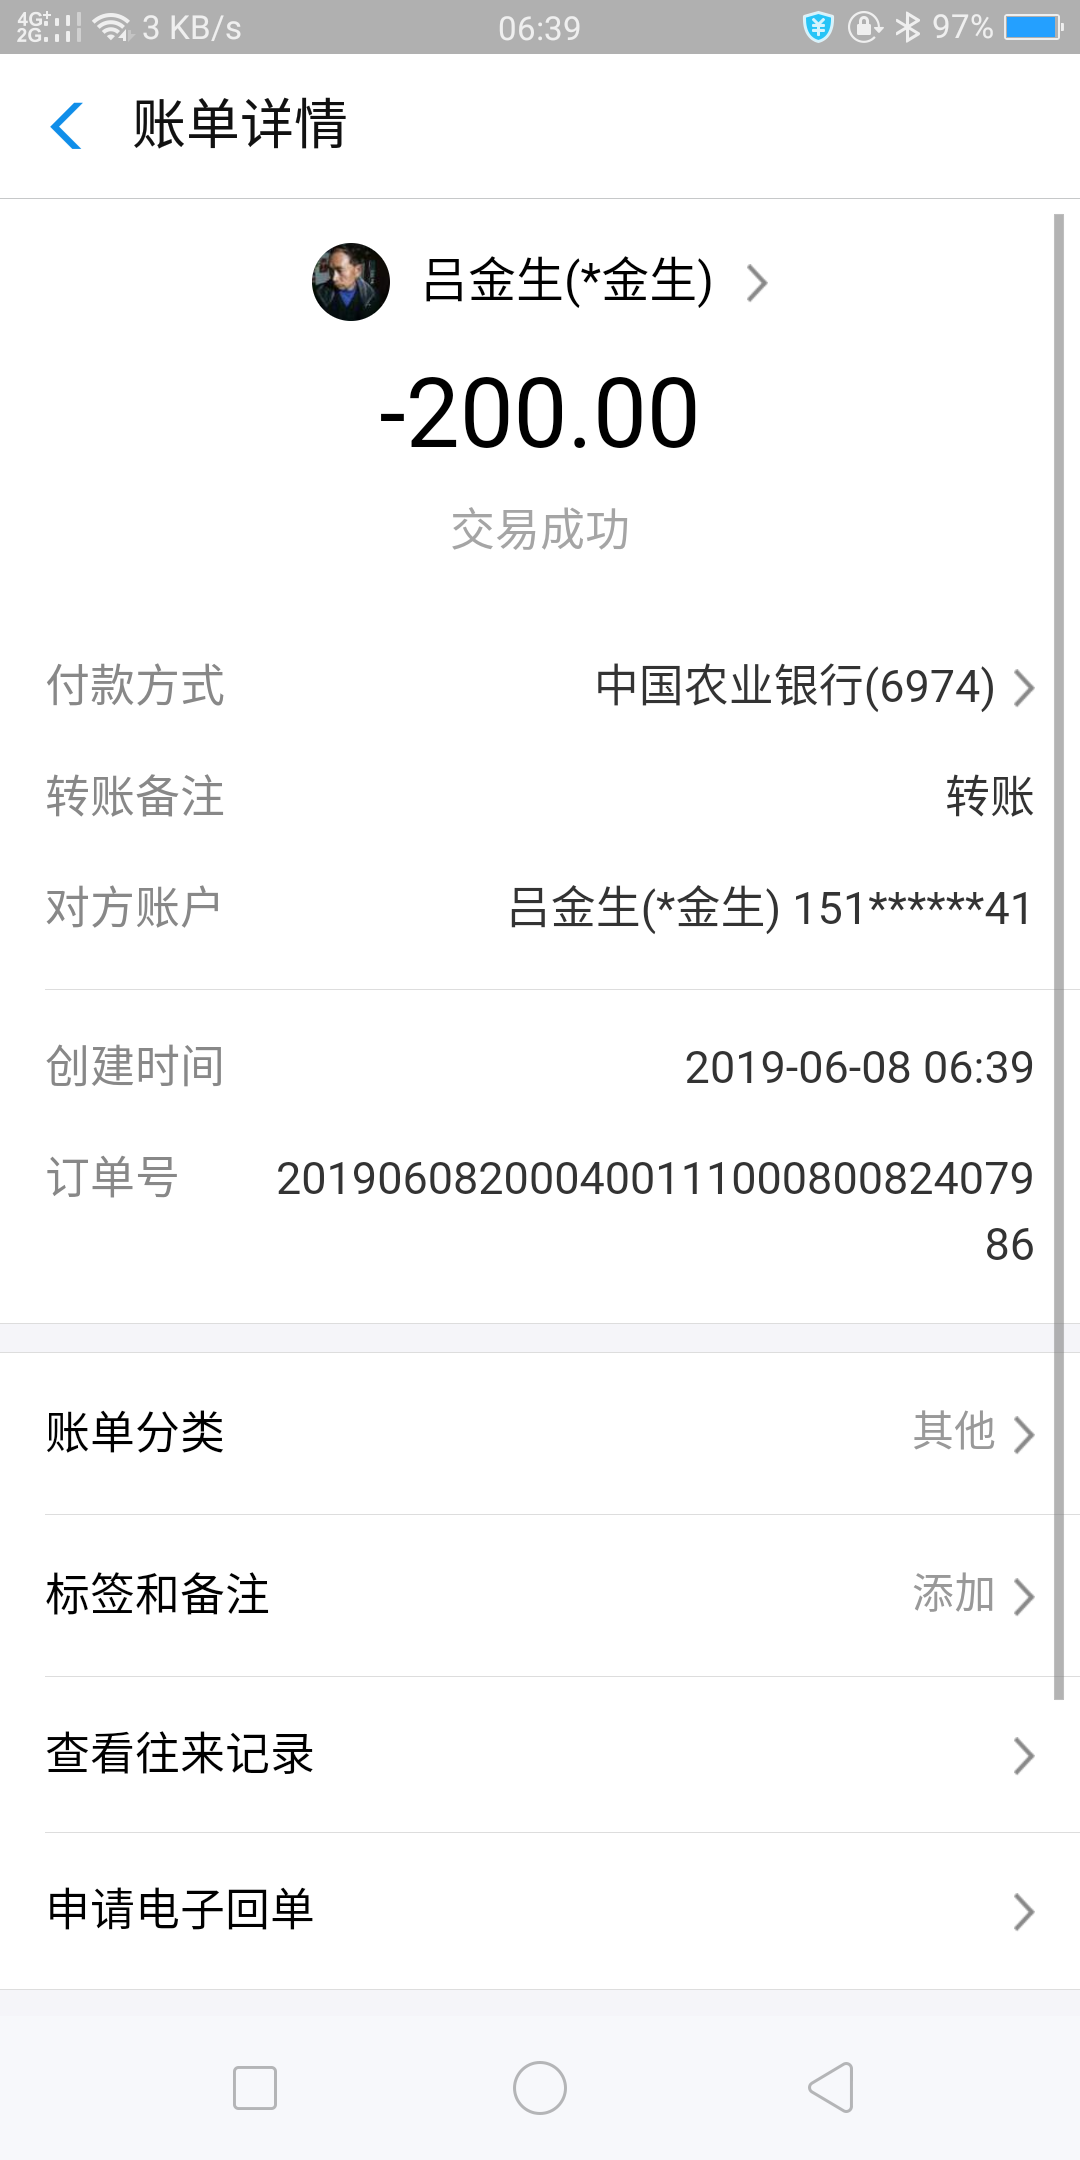 4G+ 2G 3 KB/s 06:39 97%
账单详情
吕金生(*金生)
-200.00
交易成功
付款方式 中国农业银行(6974)
转账备注 转账
对方账户 吕金生(*金生) 151******41
创建时间 2019-06-08 06:39
订单号 201906082000400111000800824079
86
账单分类 其他
标签和备注 添加
查看往来记录
申请电子回单